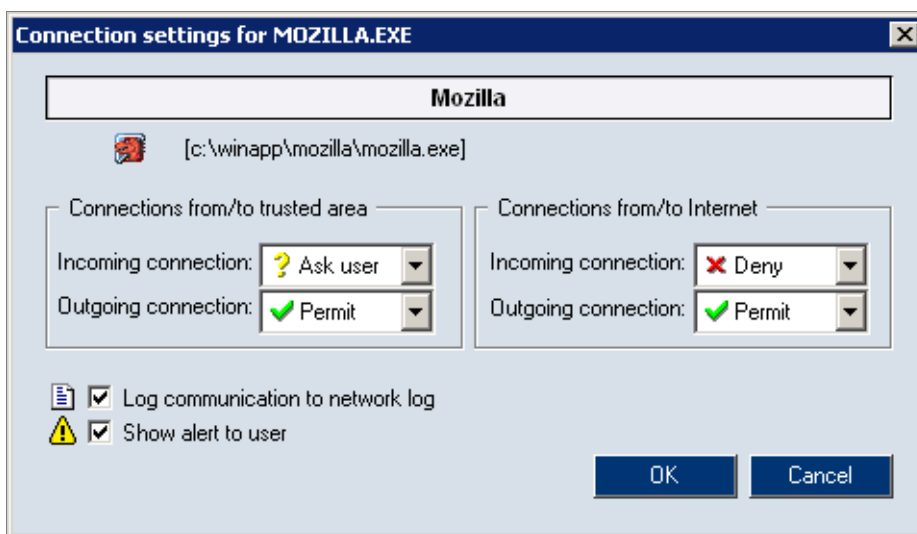 Connection settings for MOZILLA.EXE
Mozilla
[c:\winapp\mozilla\mozilla.exe]
Connections from/to trusted area
Incoming connection: Ask user
Outgoing connection: Permit
Connections from/to Internet
Incoming connection: Deny
Outgoing connection: Permit
Log communication to network log
Show alert to user
OK
Cancel